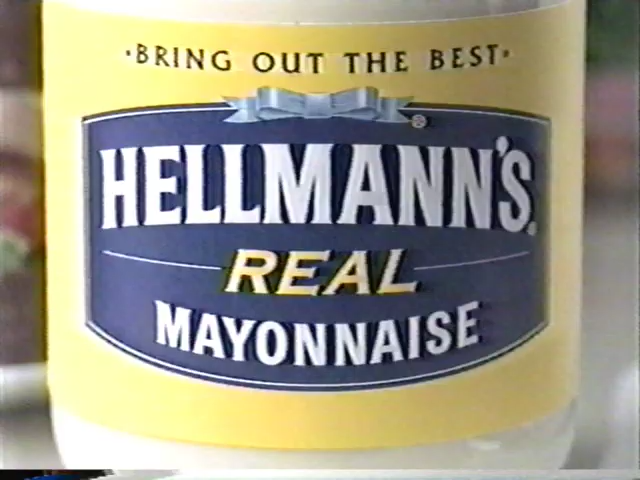 ·BRING OUT THE BEST·
HELLMANN'S®
REAL
MAYONNAISE